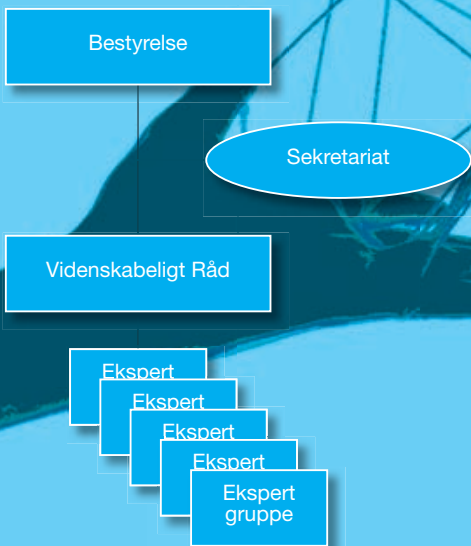 Bestyrelse
Sekretariat
Videnskabeligt Råd
Ekspert
Ekspert
Ekspert
Ekspert
Ekspert
gruppe